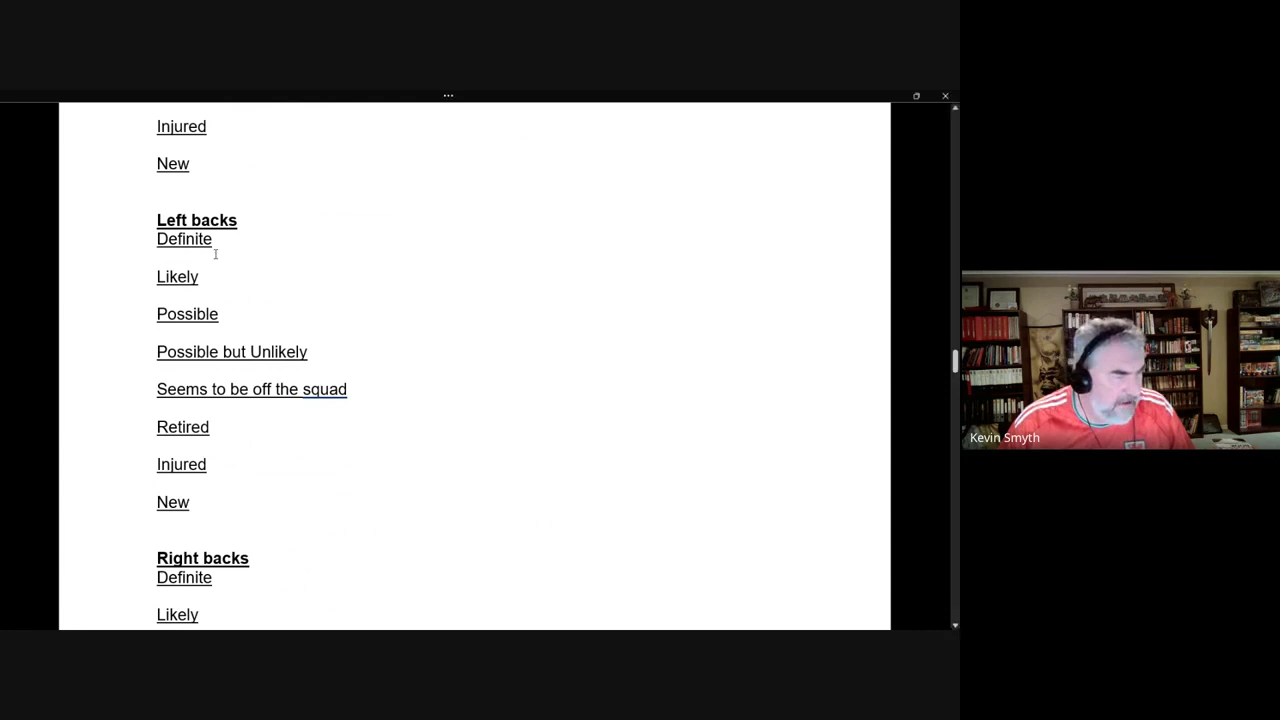 Injured
New
Left backs
Definite
Likely
Possible
Possible but Unlikely
Seems to be off the squad
Retired
Injured
New
Right backs
Definite
Likely
Kevin Smyth